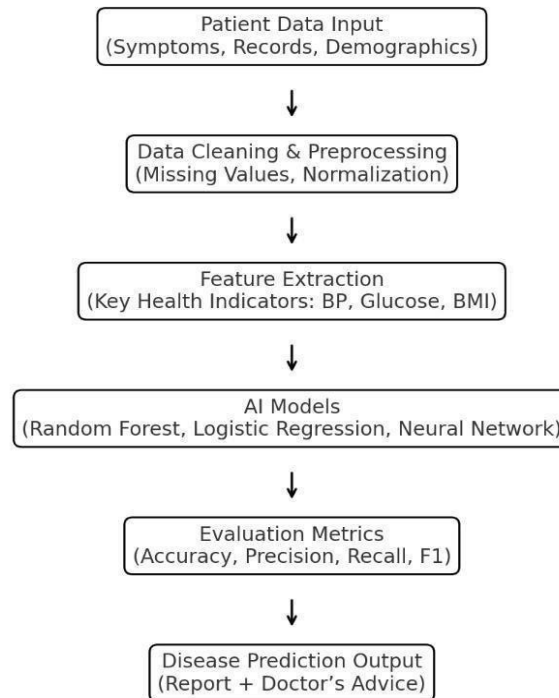 Patient Data Input
(Symptoms, Records, Demographics)
Data Cleaning & Preprocessing
(Missing Values, Normalization)
Feature Extraction
(Key Health Indicators: BP, Glucose, BMI)
AI Models
(Random Forest, Logistic Regression, Neural Network)
Evaluation Metrics
(Accuracy, Precision, Recall, F1)
Disease Prediction Output
(Report + Doctor’s Advice)